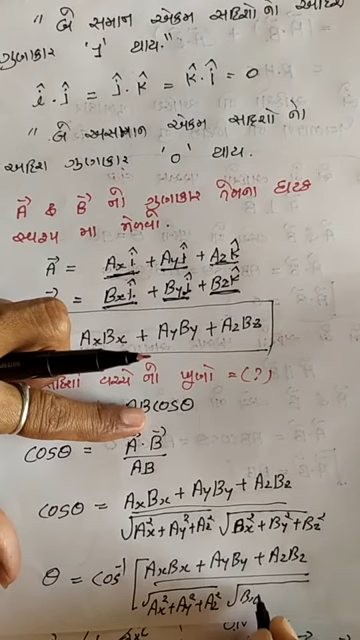 " બે સમાન એકમ સદિશો નો અદિશ
ગુણાકાર '1' થાય."
î · ĵ = ĵ · k̂ = k̂ · î = 0
" બે અસમાન એકમ સદિશો નો
અદિશ ગુણાકાર '0' થાય.
A⃗ & B⃗ નો ગુણાકાર તેમના ઘટક
સ્વરૂપ માં મેળવો.
A⃗ = Axî + Ayĵ + Azk̂
= Bxî + Byĵ + Bzk̂
AxBx + AyBy + AzBz
વચ્ચે નો ખુણો = (?)
ABcosθ
cosθ = A⃗ · B⃗ / AB
cosθ = AxBx + AyBy + AzBz / √Ax²+Ay²+Az² √Bx²+By²+Bz²
θ = cos⁻¹ [ AxBx + AyBy + AzBz / √Ax²+Ay²+Az² √Bx